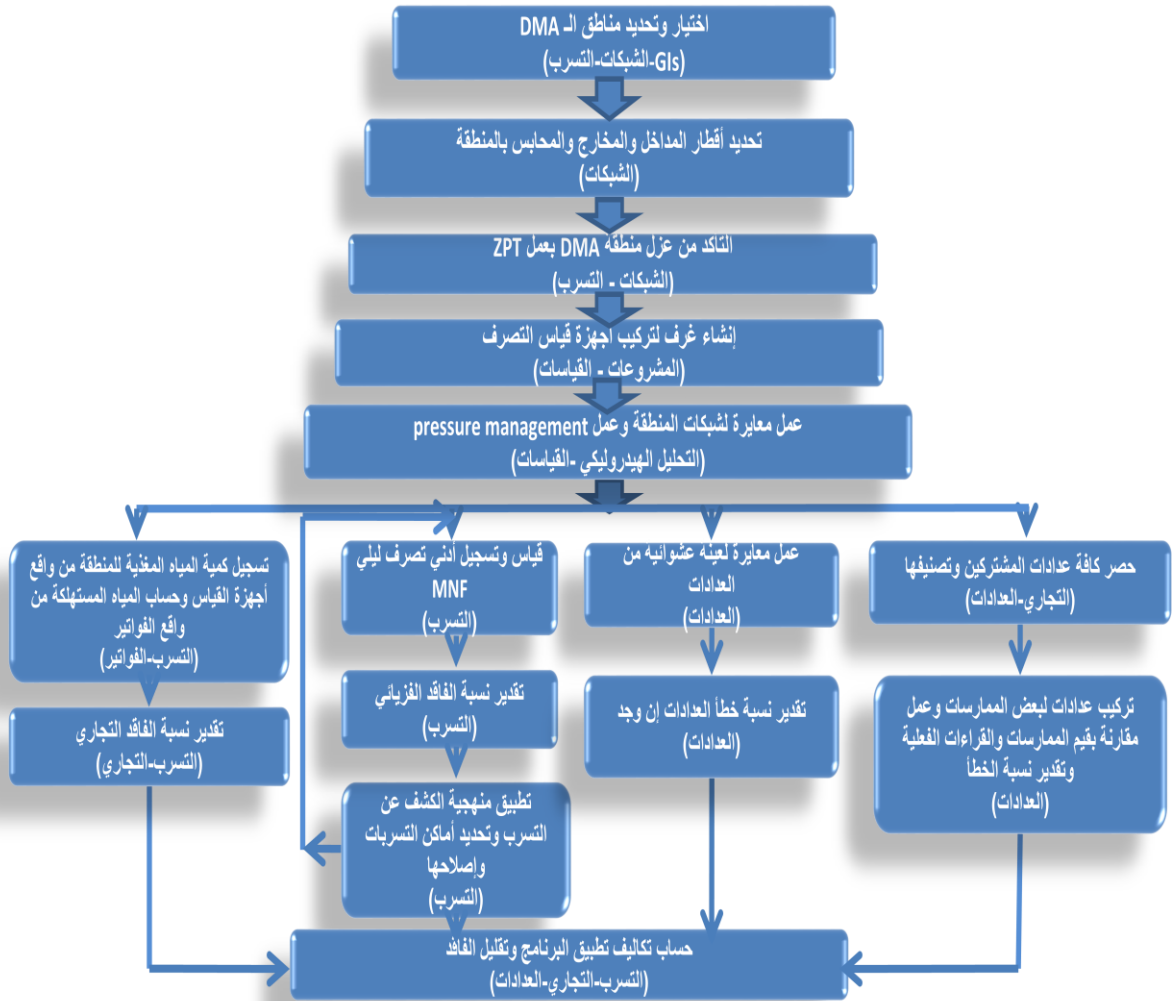 اختيار وتحديد مناطق الـ DMA
(GIs-الشبكات-التسرب)
تحديد أقطار المداخل والمخارج والمحابس بالمنطقة
(الشبكات)
التأكد من عزل منطقة DMA بعمل ZPT
(الشبكات - التسرب)
إنشاء غرف لتركيب أجهزة قياس التصرف
(المشروعات - القياسات)
عمل معايرة لشبكات المنطقة وعمل pressure management
(التحليل الهيدروليكي -القياسات)
حصر كافة عدادات المشتركين وتصنيفها
(التجاري-العدادات)
تركيب عدادات لبعض الممارسات وعمل
مقارنة بقيم الممارسات والقراءات الفعلية
وتقدير نسبة الخطأ
(العدادات)
عمل معايرة لعينه عشوائيه من
العدادات
(العدادات)
تقدير نسبة خطأ العدادات إن وجد
(العدادات)
قياس وتسجيل أدني تصرف ليلي
MNF
(التسرب)
تقدير نسبة الفاقد الفزيائي
(التسرب)
تطبيق منهجية الكشف عن
التسرب وتحديد أماكن التسربات
وإصلاحها
(التسرب)
تسجيل كمية المياه المغذية للمنطقة من واقع
أجهزة القياس وحساب المياه المستهلكة من
واقع الفواتير
(التسرب-الفواتير)
تقدير نسبة الفاقد التجاري
(التسرب-التجاري)
حساب تكاليف تطبيق البرنامج وتقليل الفاقد
(التسرب-التجاري-العدادات)